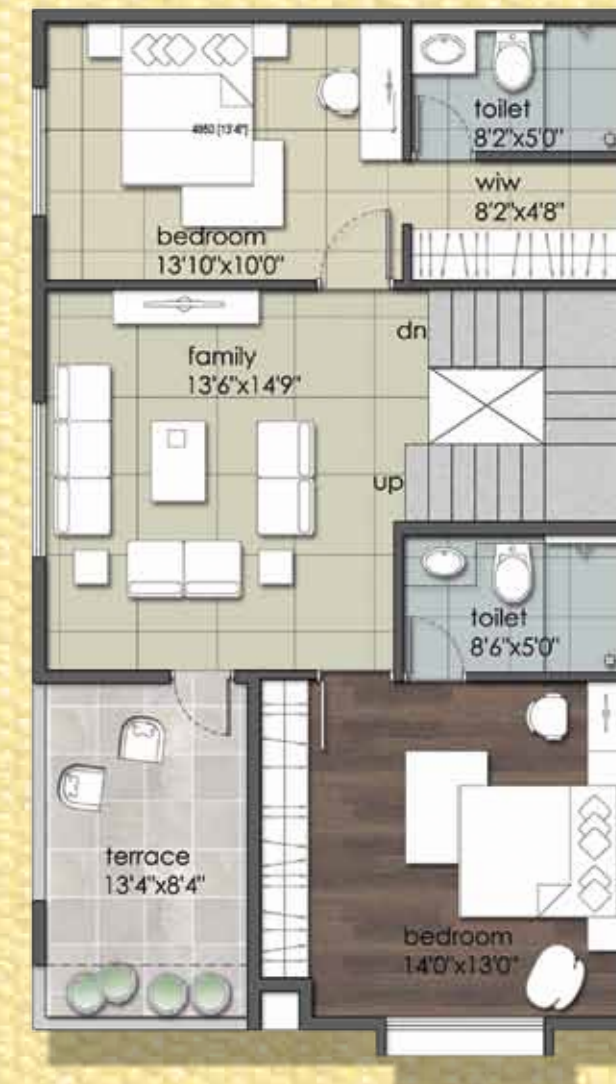 toilet
8'2"x5'0"
wiw
8'2"x4'8"
bedroom
13'10"x10'0"
dn
family
13'6"x14'9"
up
toilet
8'6"x5'0"
terrace
13'4"x8'4"
bedroom
14'0"x13'0"